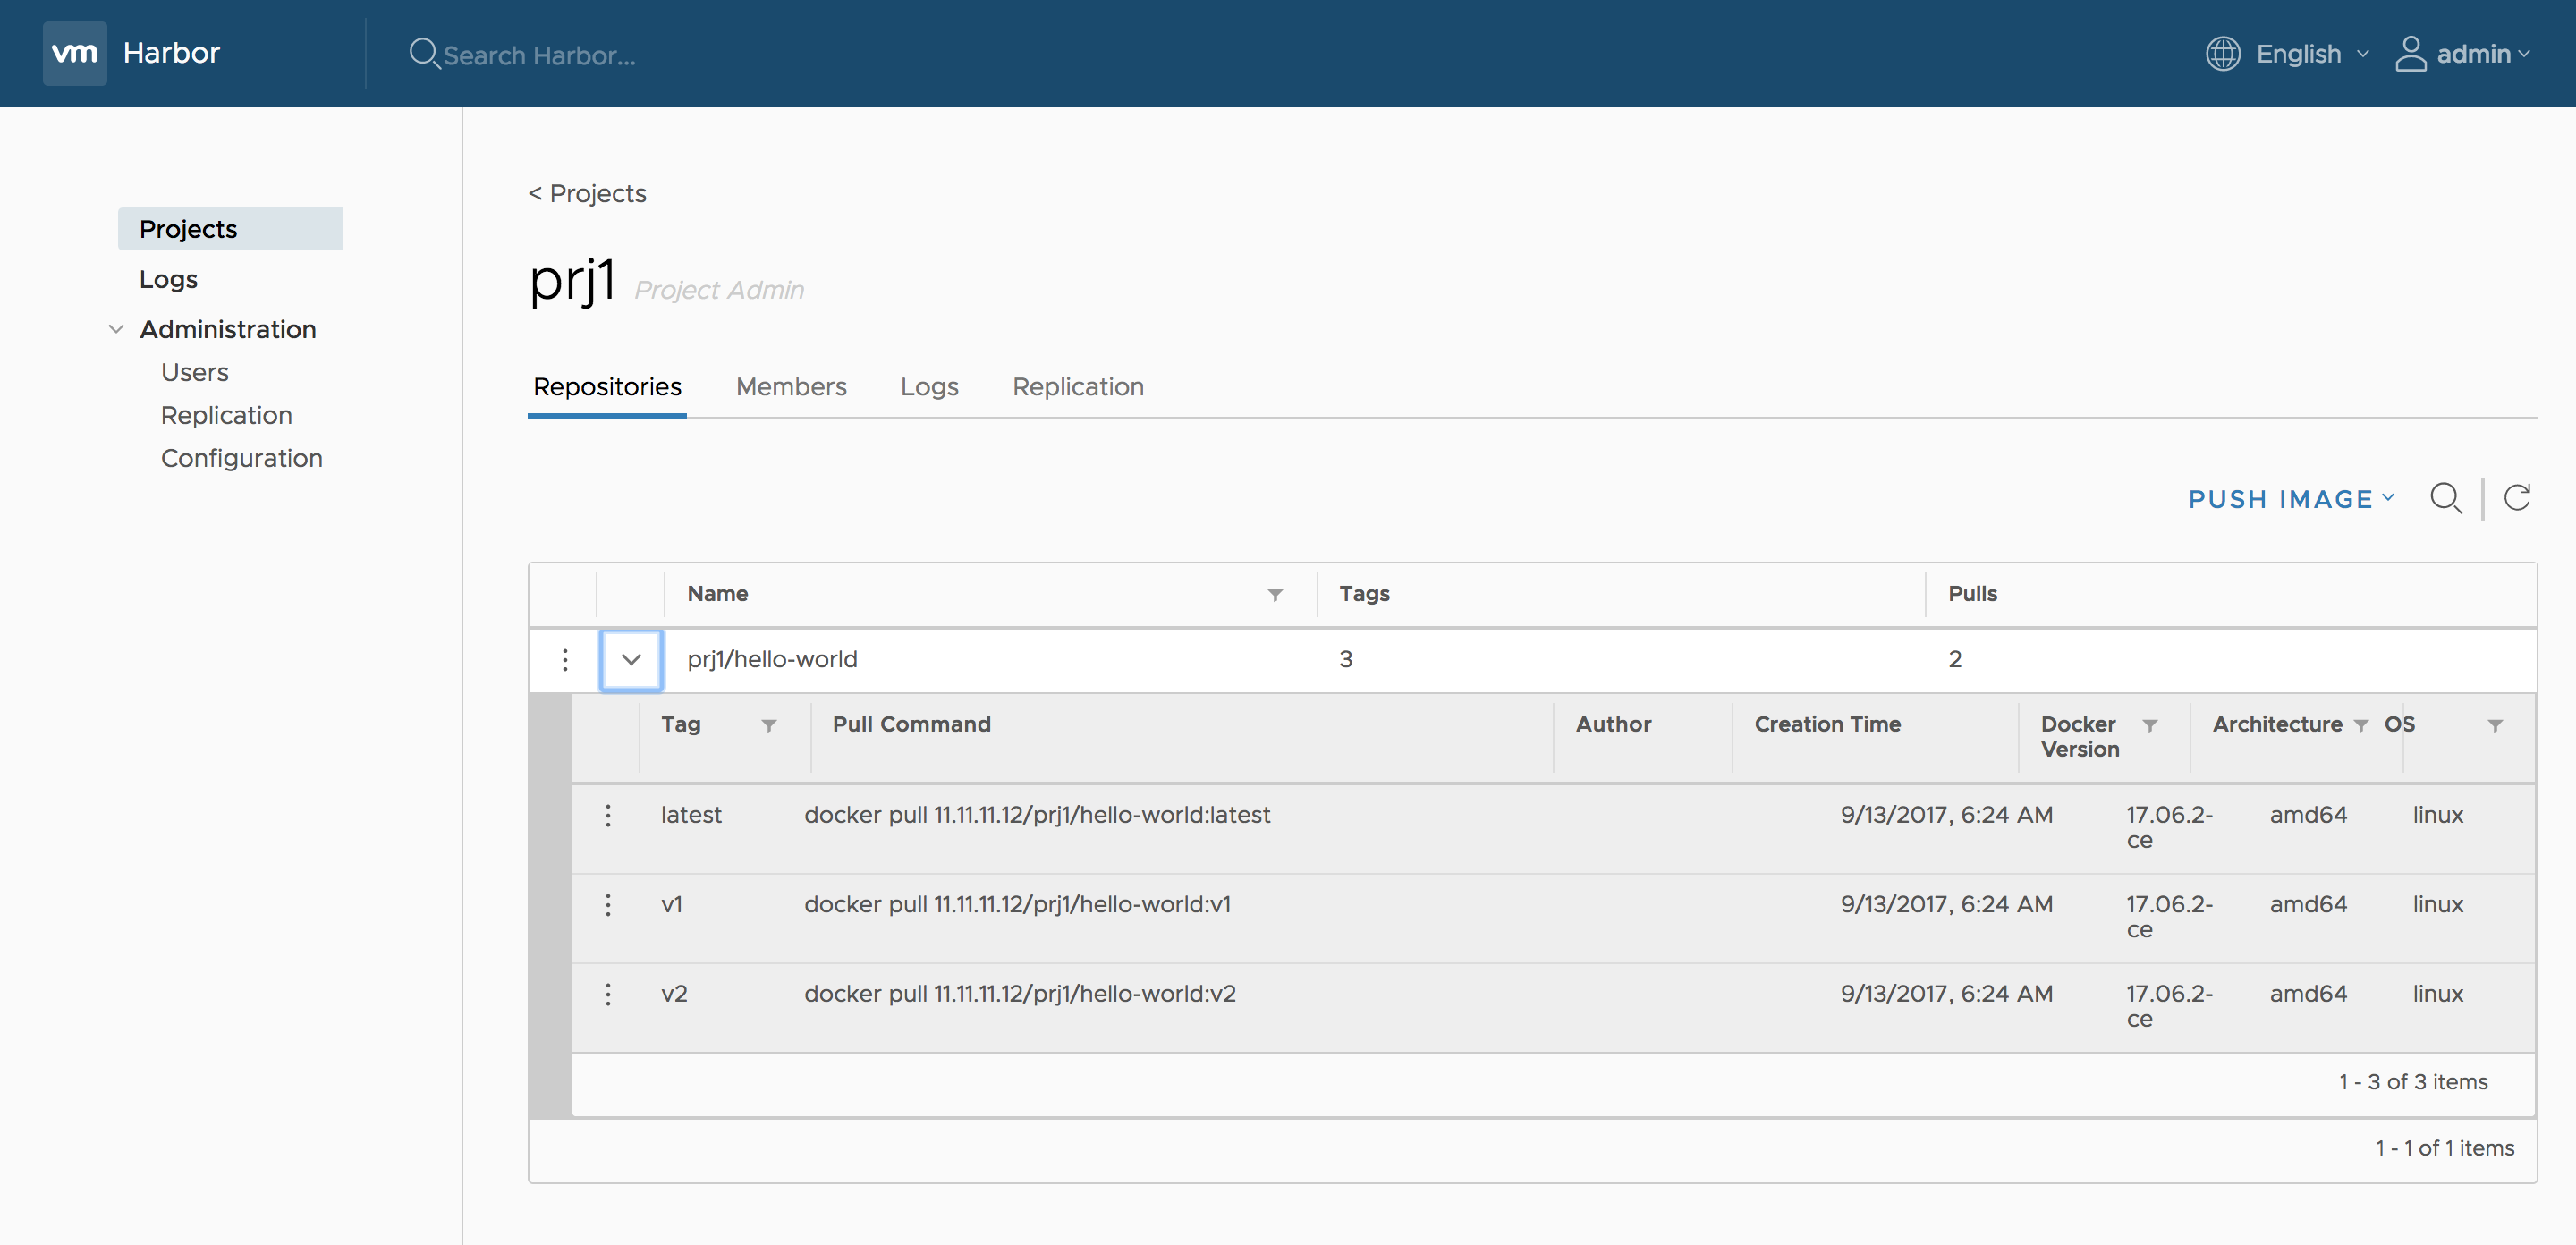 vm Harbor Search Harbor... English admin
Projects
Logs
Administration
Users
Replication
Configuration
< Projects
prj1 Project Admin
Repositories Members Logs Replication
PUSH IMAGE
Name Tags Pulls
prj1/hello-world 3 2
Tag Pull Command Author Creation Time Docker Version Architecture OS
latest docker pull 11.11.11.12/prj1/hello-world:latest 9/13/2017, 6:24 AM 17.06.2-ce amd64 linux
v1 docker pull 11.11.11.12/prj1/hello-world:v1 9/13/2017, 6:24 AM 17.06.2-ce amd64 linux
v2 docker pull 11.11.11.12/prj1/hello-world:v2 9/13/2017, 6:24 AM 17.06.2-ce amd64 linux
1 - 3 of 3 items
1 - 1 of 1 items